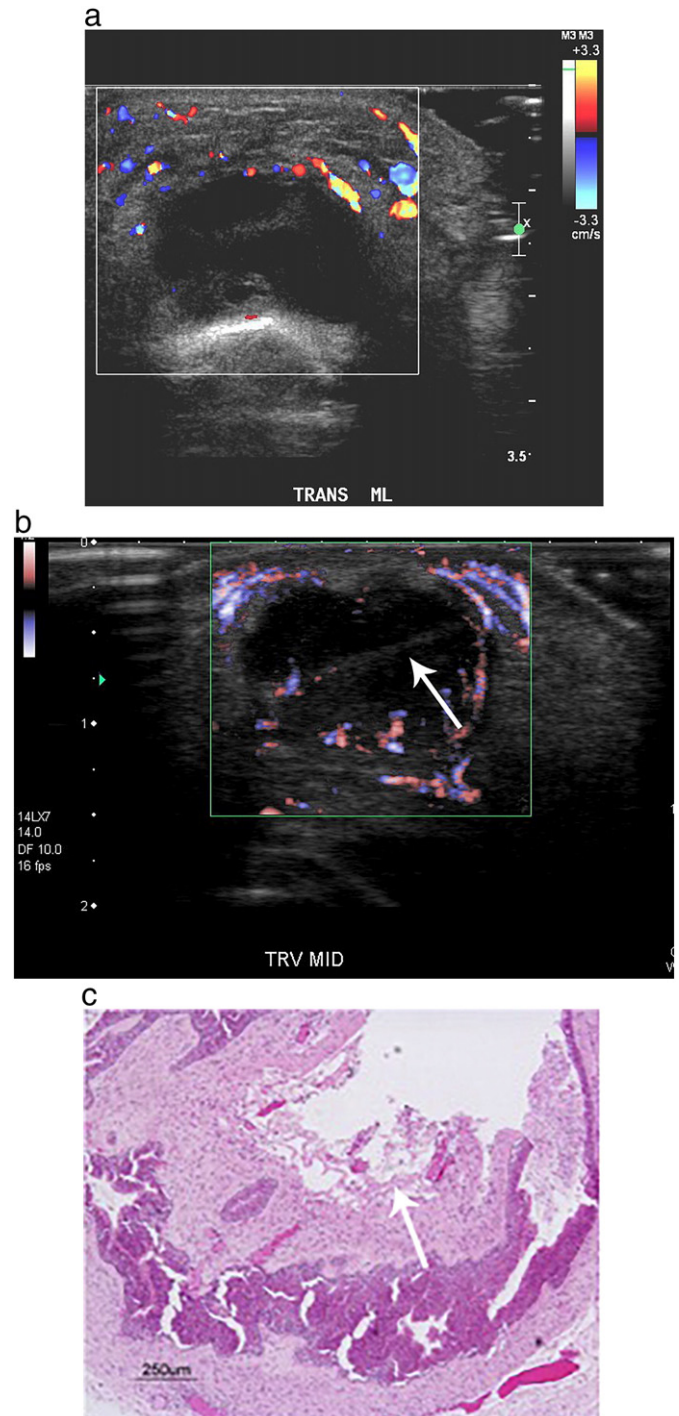 a
M3 M3
+3.3
x
-3.3
cm/s
3.5
TRANS ML
b
0
1
14LX7
14.0
DF 10.0
16 fps
2
TRV MID
c
250um